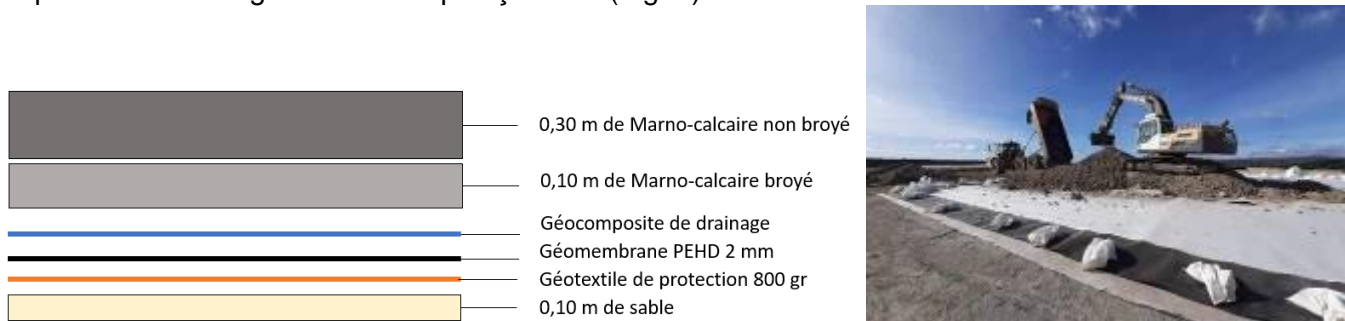 0,30 m de Marno-calcaire non broyé
0,10 m de Marno-calcaire broyé
Géocomposite de drainage
Géomembrane PEHD 2 mm
Géotextile de protection 800 gr
0,10 m de sable